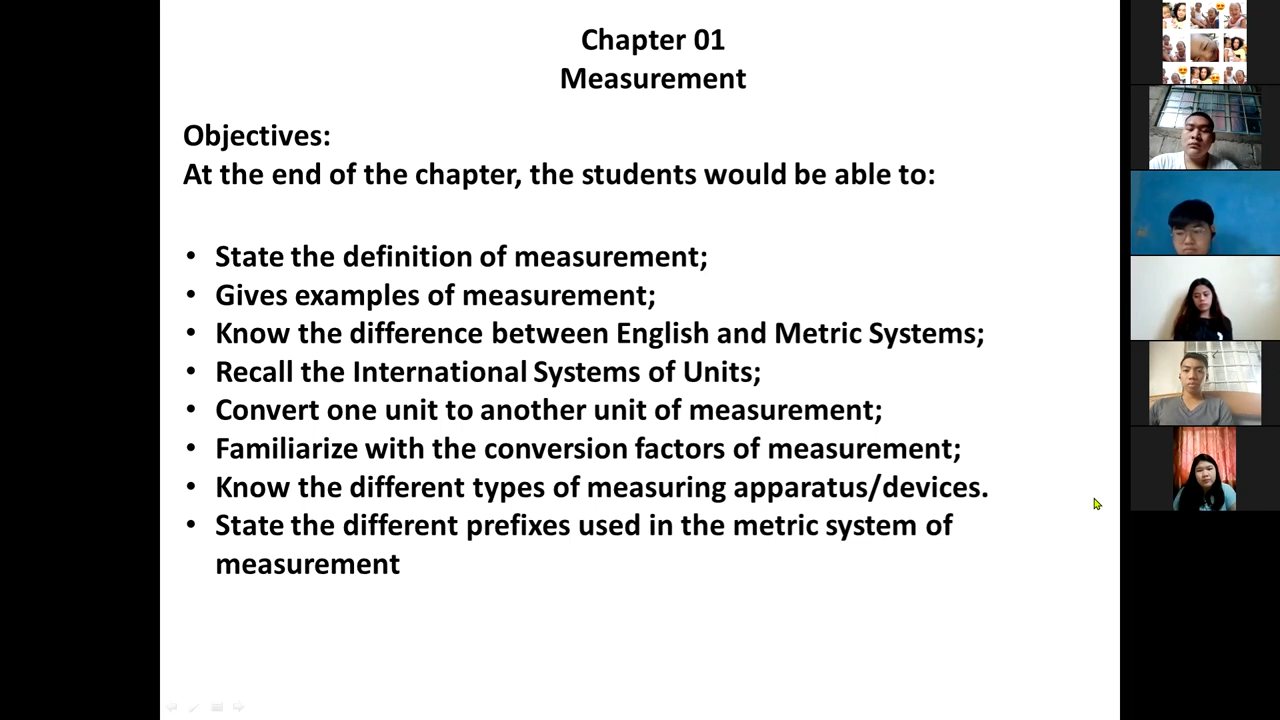 Chapter 01
Measurement
Objectives:
At the end of the chapter, the students would be able to:
• State the definition of measurement;
• Gives examples of measurement;
• Know the difference between English and Metric Systems;
• Recall the International Systems of Units;
• Convert one unit to another unit of measurement;
• Familiarize with the conversion factors of measurement;
• Know the different types of measuring apparatus/devices.
• State the different prefixes used in the metric system of
measurement